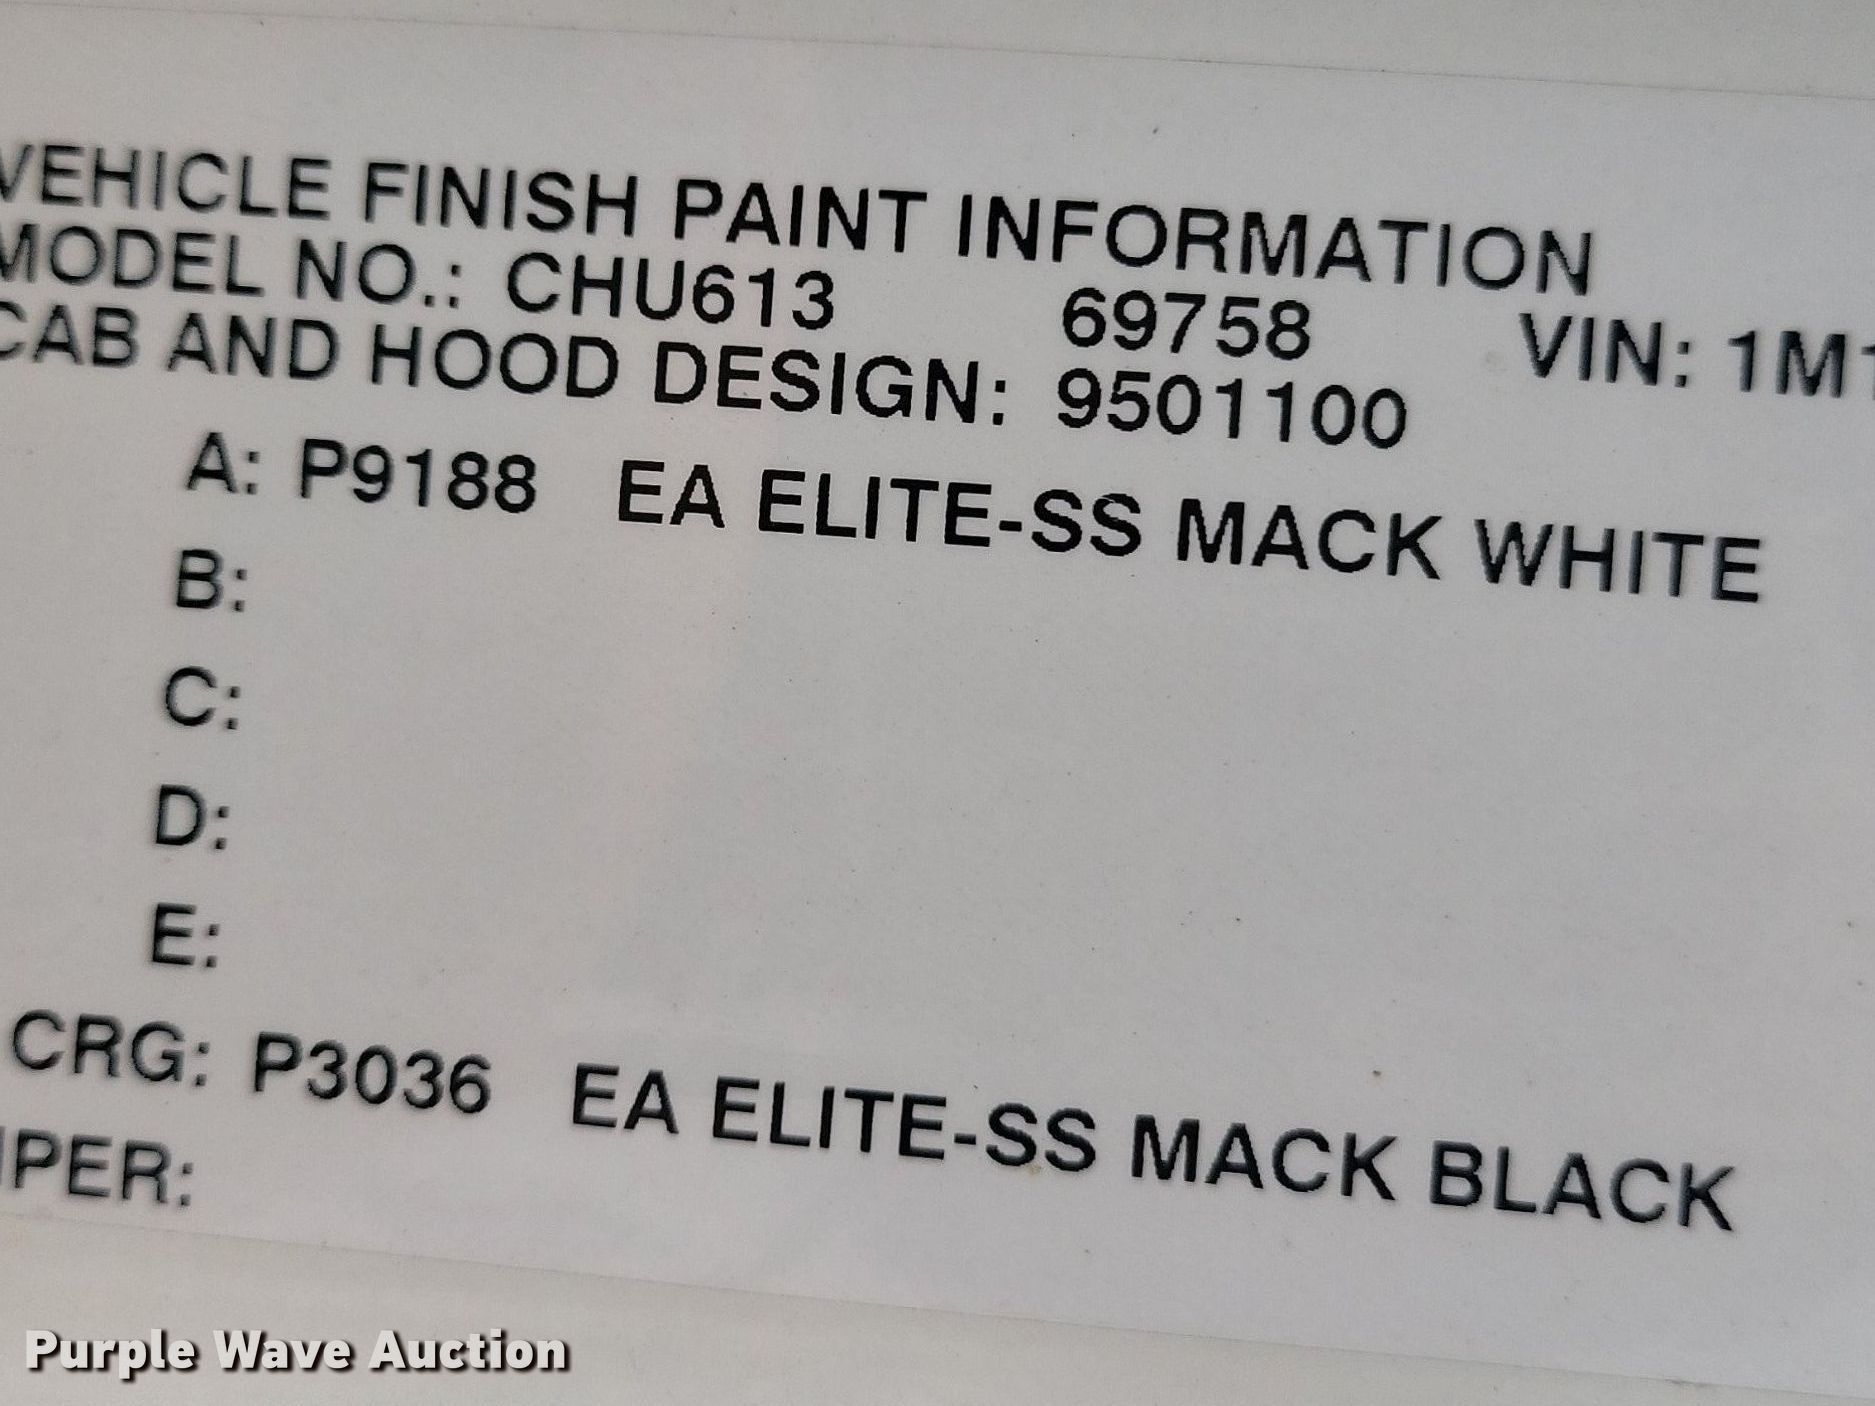 VEHICLE FINISH PAINT INFORMATION
MODEL NO.: CHU613 69758 VIN: 1M1
CAB AND HOOD DESIGN: 9501100
A: P9188 EA ELITE-SS MACK WHITE
B:
C:
D:
E:
CRG: P3036 EA ELITE-SS MACK BLACK
PER:
Purple Wave Auction